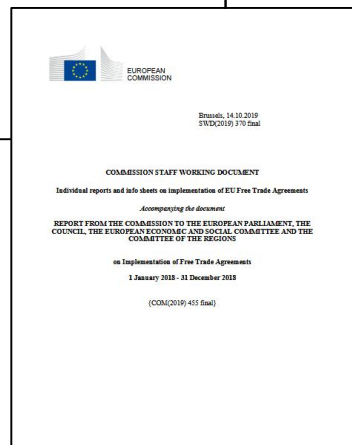 EUROPEAN
COMMISSION
Brussels, 14.10.2019
SWD(2019) 370 final
COMMISSION STAFF WORKING DOCUMENT
Individual reports and info sheets on implementation of EU Free Trade Agreements
Accompanying the document
REPORT FROM THE COMMISSION TO THE EUROPEAN PARLIAMENT, THE
COUNCIL, THE EUROPEAN ECONOMIC AND SOCIAL COMMITTEE AND THE
COMMITTEE OF THE REGIONS
on Implementation of Free Trade Agreements
1 January 2018 - 31 December 2018
{COM(2019) 455 final}